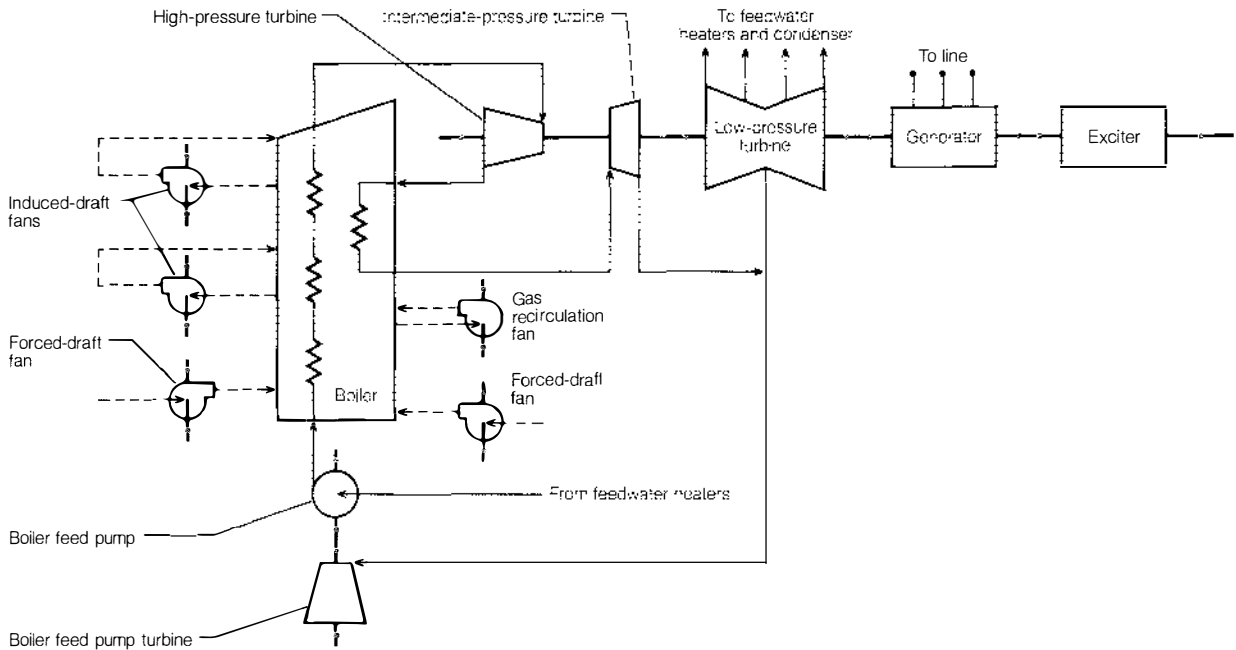 High-pressure turbine
Intermediate-pressure turbine
To feedwater
heaters and condenser
To line
Low-pressure
turbine
Generator
Exciter
Induced-draft
fans
Gas
recirculation
fan
Forced-draft
fan
Boiler
Forced-draft
fan
From feedwater heaters
Boiler feed pump
Boiler feed pump turbine